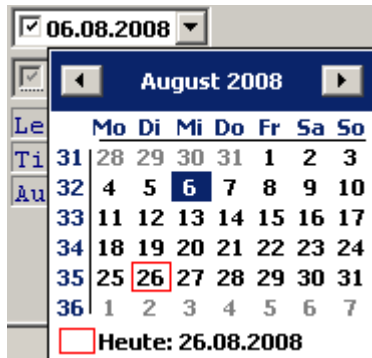 06.08.2008
August 2008
Le
Ti
Au
Mo Di Mi Do Fr Sa So
31 28 29 30 31 1 2 3
32 4 5 6 7 8 9 10
33 11 12 13 14 15 16 17
34 18 19 20 21 22 23 24
35 25 26 27 28 29 30 31
36 1 2 3 4 5 6 7
Heute: 26.08.2008